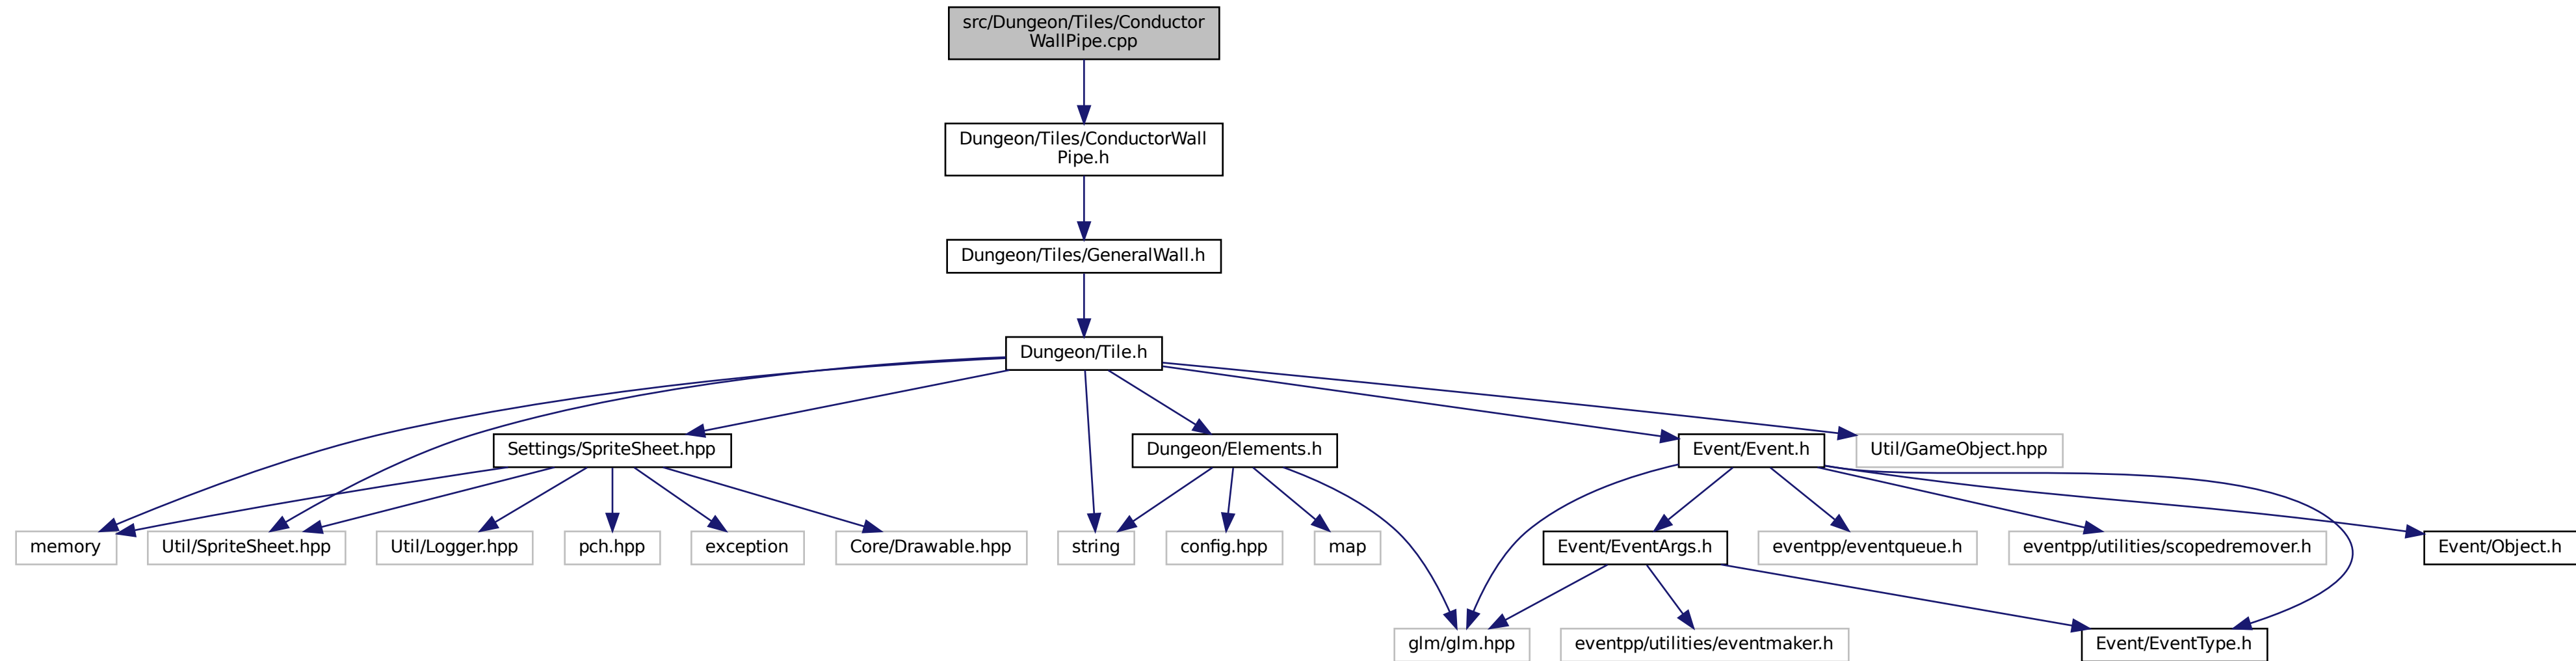 src/Dungeon/Tiles/Conductor
WallPipe.cpp
Dungeon/Tiles/ConductorWall
Pipe.h
Dungeon/Tiles/GeneralWall.h
Dungeon/Tile.h
Settings/SpriteSheet.hpp
Dungeon/Elements.h
Event/Event.h
Util/GameObject.hpp
memory
Util/SpriteSheet.hpp
Util/Logger.hpp
pch.hpp
exception
Core/Drawable.hpp
string
config.hpp
map
Event/EventArgs.h
eventpp/eventqueue.h
eventpp/utilities/scopedremover.h
Event/Object.h
glm/glm.hpp
eventpp/utilities/eventmaker.h
Event/EventType.h